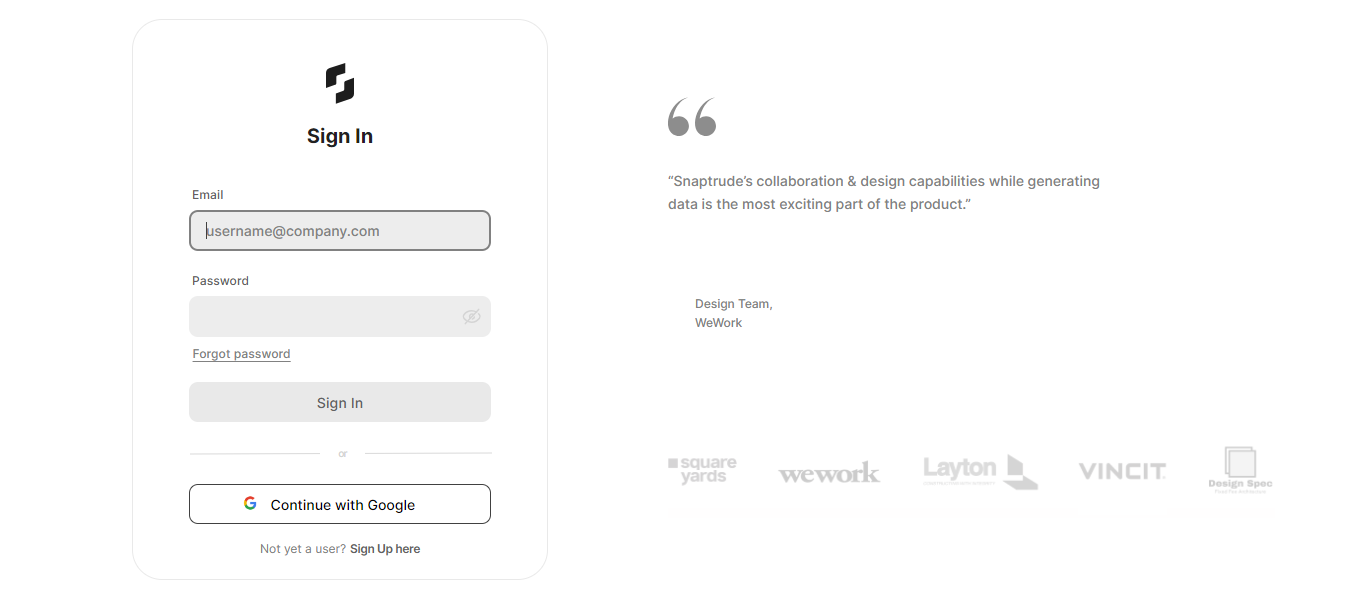 Sign In
Email
username@company.com
Password
Forgot password
Sign In
or
Continue with Google
Not yet a user? Sign Up here
“Snaptrude’s collaboration & design capabilities while generating
data is the most exciting part of the product.”
Design Team,
WeWork
square
yards
wework
Layton
VINCIT
Design Spec